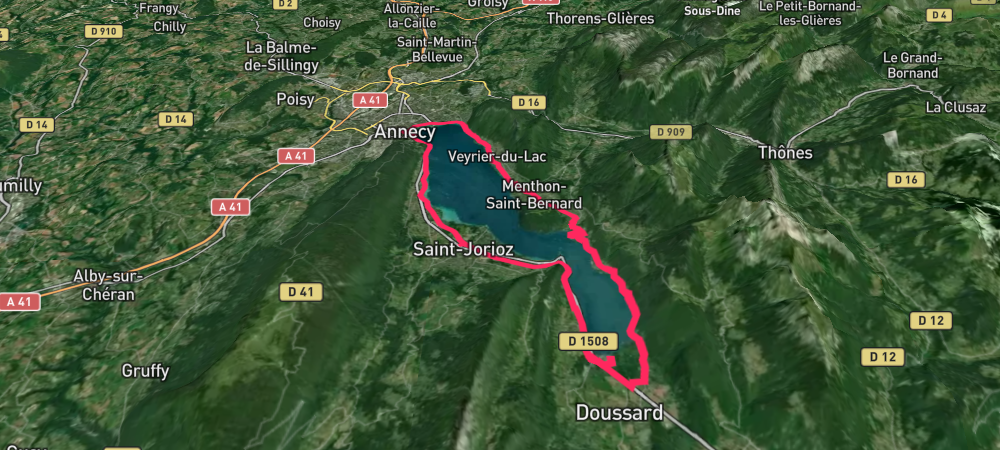 Frangy
Chilly
D 2
Choisy
Allonzier-
la-Caille
Groisy
Thorens-Glières
Sous-Dine
Le Petit-Bornand-
les-Glières
D 4
D 910
La Balme-
de-Sillingy
Saint-Martin-
Bellevue
Le Grand-
Bornand
Poisy
A 41
D 16
La Clusaz
D 14
D 14
Annecy
D 909
Thônes
A 41
Veyrier-du-Lac
D 16
Menthon-
Saint-Bernard
A 41
Saint-Jorioz
Alby-sur-
Chéran
A 41
D 41
D 12
D 1508
D 12
Gruffy
Doussard